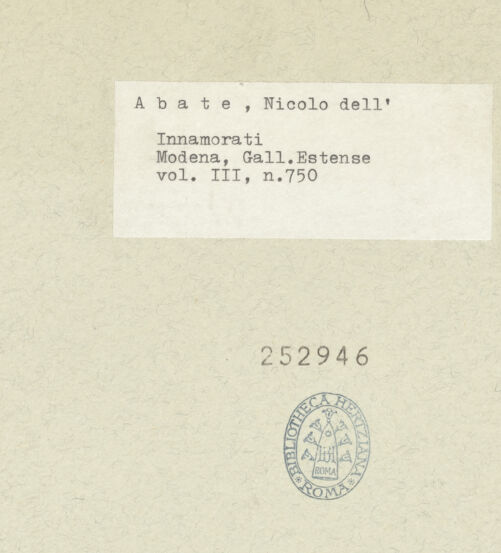 A b a t e , Nicolo dell'
Innamorati
Modena, Gall.Estense
vol. III, n.750
252946
BIBLIOTHECA HERTZIANA
ROMA
ROMA